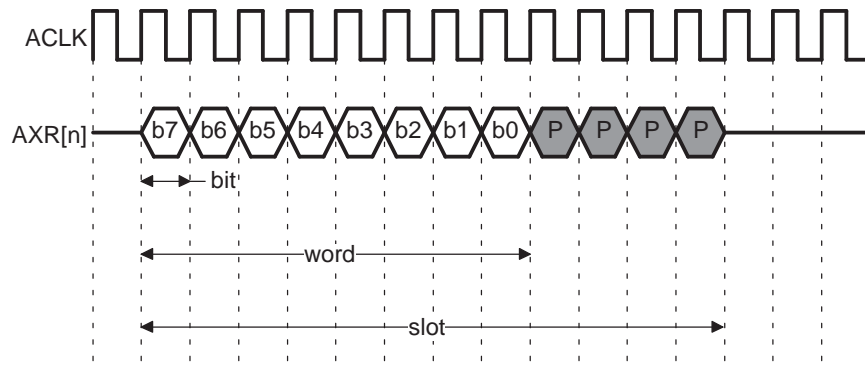 ACLK
AXR[n] b7 b6 b5 b4 b3 b2 b1 b0 P P P P
bit
word
slot